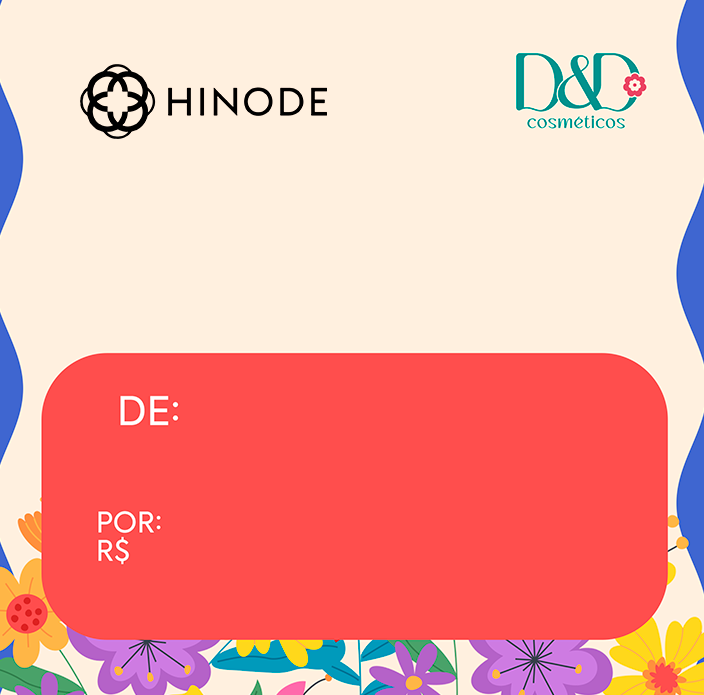 HINODE
D&D
cosméticos
DE:
POR:
R$